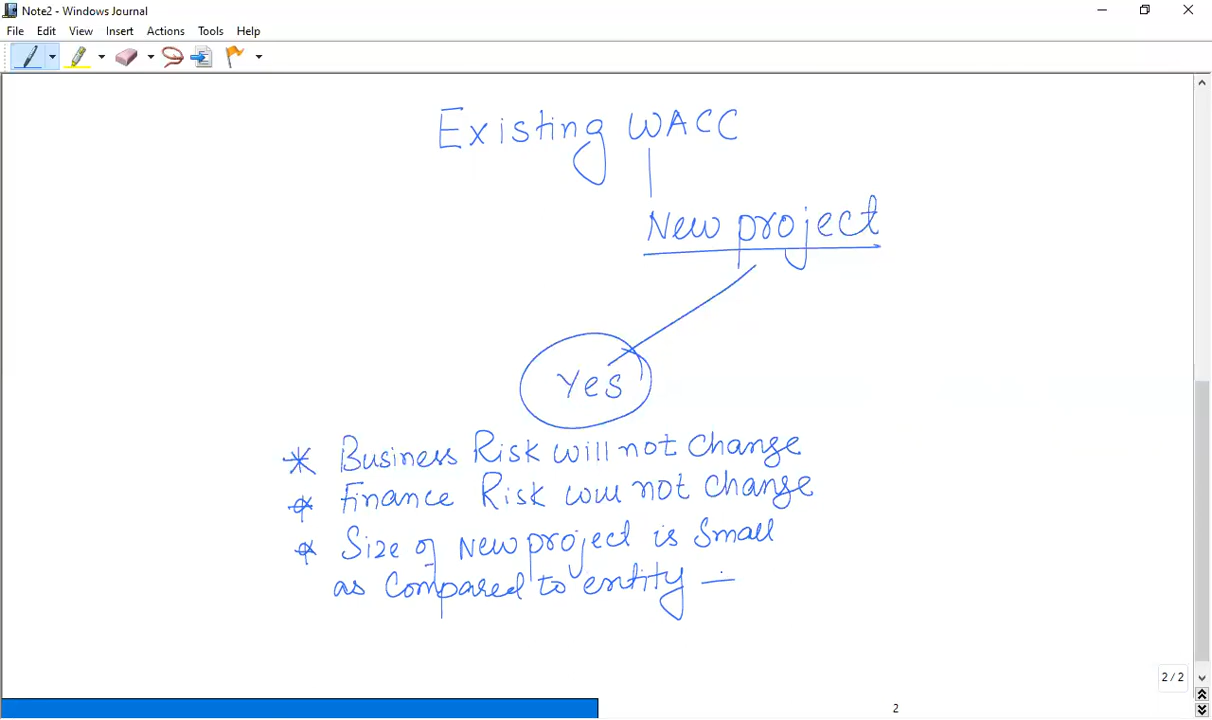 Note2 - Windows Journal
File Edit View Insert Actions Tools Help
Existing WACC
New project
Yes
* Business Risk will not change
* Finance Risk will not change
* Size of New project is Small
as Compared to entity
2 / 2
2